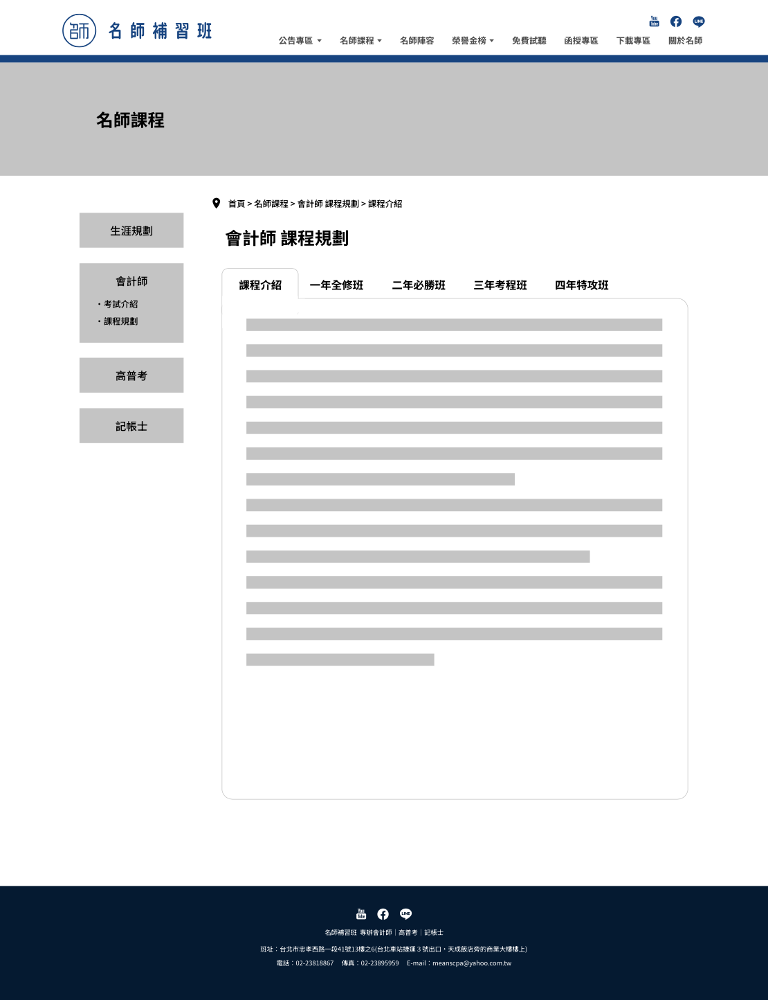 師 名師補習班
You Tube LINE
公告專區 名師課程 名師陣容 榮譽金榜 免費試聽 函授專區 下載專區 關於名師
名師課程
首頁 > 名師課程 > 會計師 課程規劃 > 課程介紹
生涯規劃
會計師
・考試介紹
・課程規劃
高普考
記帳士
會計師 課程規劃
課程介紹 一年全修班 二年必勝班 三年考程班 四年特攻班
You Tube LINE
名師補習班 專辦會計師｜高普考｜記帳士
班址：台北市忠孝西路一段41號13樓之6(台北車站捷運３號出口，天成飯店旁的商業大樓樓上)
電話：02-23818867 傳真：02-23895959 E-mail：meanscpa@yahoo.com.tw